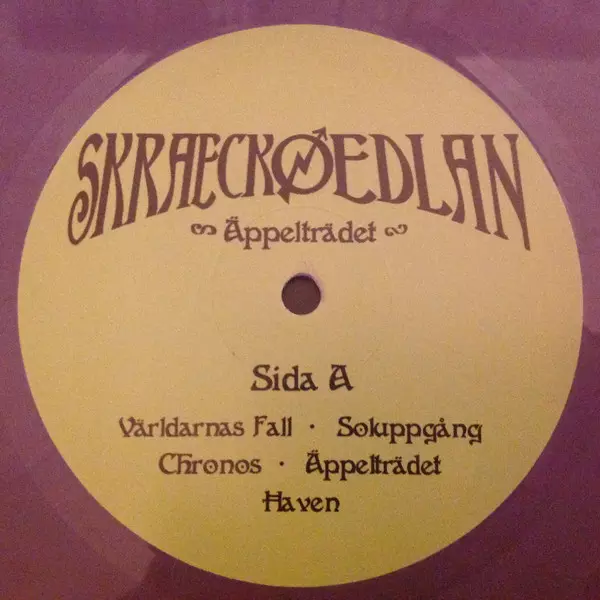 SKRAECKØEDLAN
Äppelträdet
Sida A
Världarnas Fall · Soluppgång
Chronos · Äppelträdet
Haven